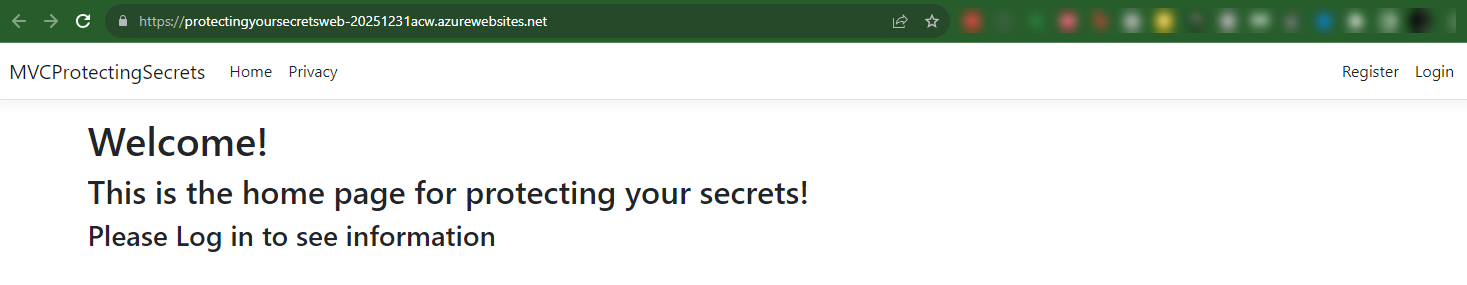 https://protectingyoursecretsweb-20251231acw.azurewebsites.net
MVCProtectingSecrets Home Privacy Register Login
Welcome!
This is the home page for protecting your secrets!
Please Log in to see information